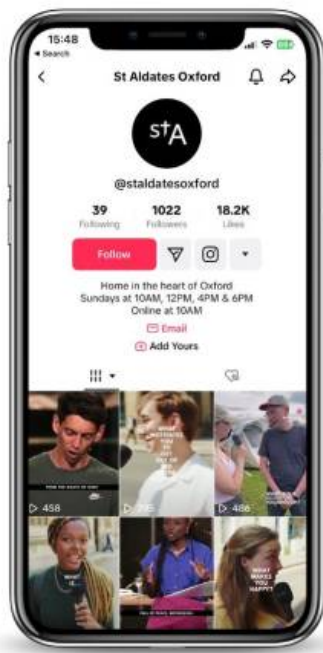 15:48
Search
St Aldates Oxford
S†A
@staldatesoxford
39 1022 18.2K
Following Followers Likes
Follow
Home in the heart of Oxford
Sundays at 10AM, 12PM, 4PM & 6PM
Online at 10AM
Email
Add Yours
458
486
WHAT
IS
WHAT
MAKES
YOU
HAPPY?